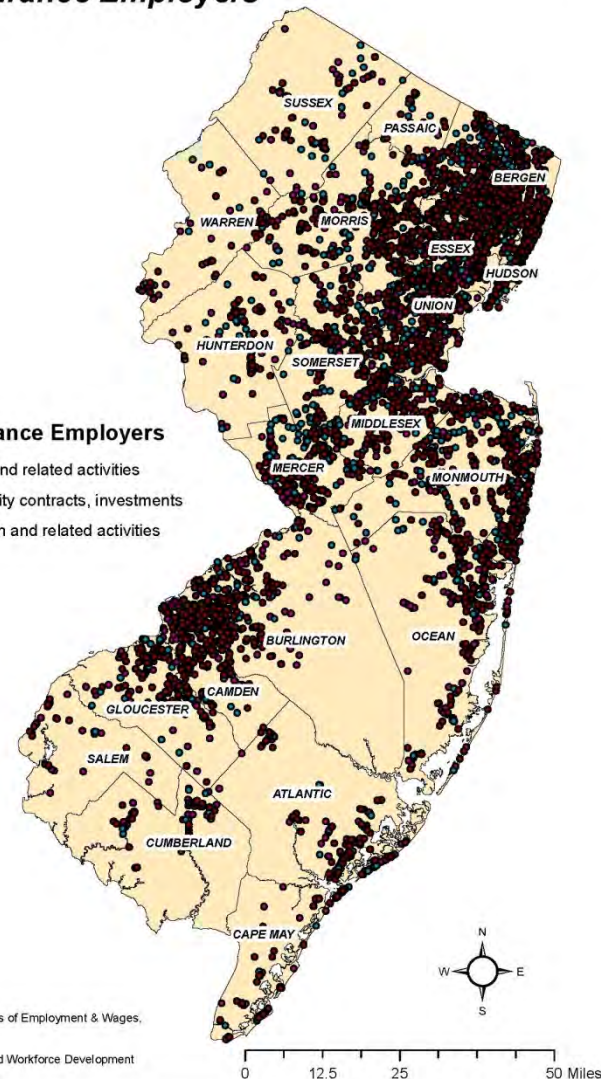 rance Employers
SUSSEX
PASSAIC
BERGEN
WARREN
MORRIS
ESSEX
HUDSON
UNION
HUNTERDON
SOMERSET
ance Employers
MIDDLESEX
nd related activities
MERCER
MONMOUTH
ity contracts, investments
n and related activities
BURLINGTON
OCEAN
CAMDEN
GLOUCESTER
SALEM
ATLANTIC
CUMBERLAND
CAPE MAY
N
W E
S
s of Employment & Wages,
d Workforce Development
0 12.5 25 50 Miles